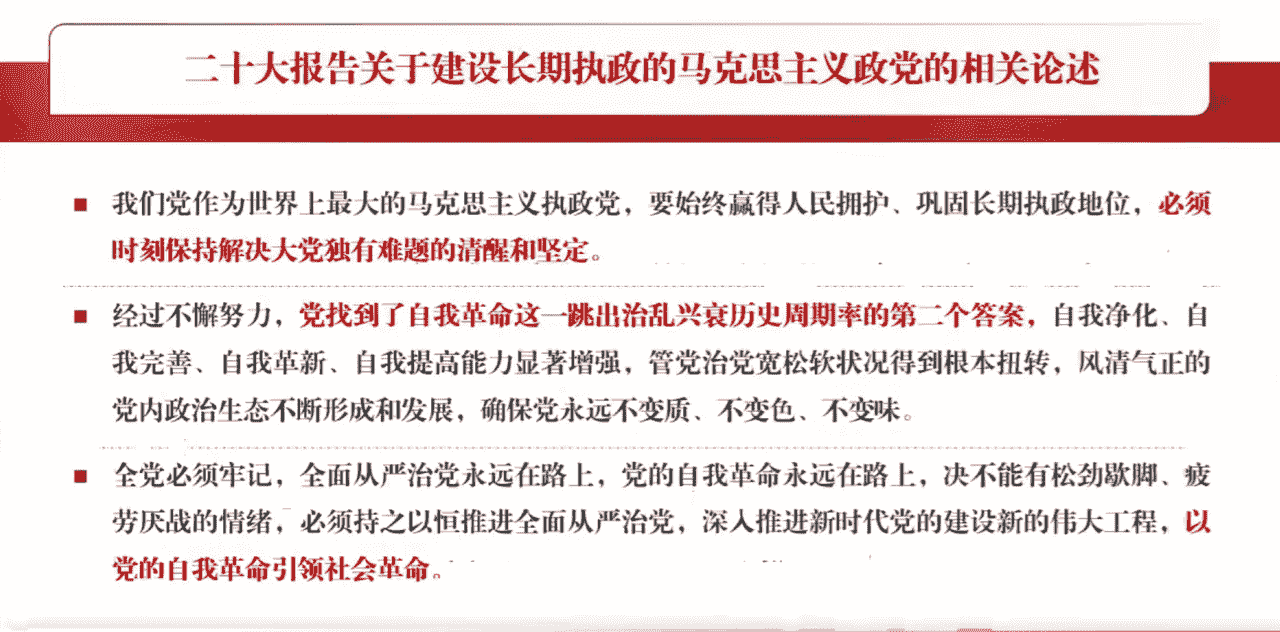 二十大报告关于建设长期执政的马克思主义政党的相关论述
■ 我们党作为世界上最大的马克思主义执政党，要始终赢得人民拥护、巩固长期执政地位，必须
时刻保持解决大党独有难题的清醒和坚定。
■ 经过不懈努力，党找到了自我革命这一跳出治乱兴衰历史周期率的第二个答案，自我净化、自
我完善、自我革新、自我提高能力显著增强，管党治党宽松软状况得到根本扭转，风清气正的
党内政治生态不断形成和发展，确保党永远不变质、不变色、不变味。
■ 全党必须牢记，全面从严治党永远在路上，党的自我革命永远在路上，决不能有松劲歇脚、疲
劳厌战的情绪，必须持之以恒推进全面从严治党，深入推进新时代党的建设新的伟大工程，以
党的自我革命引领社会革命。